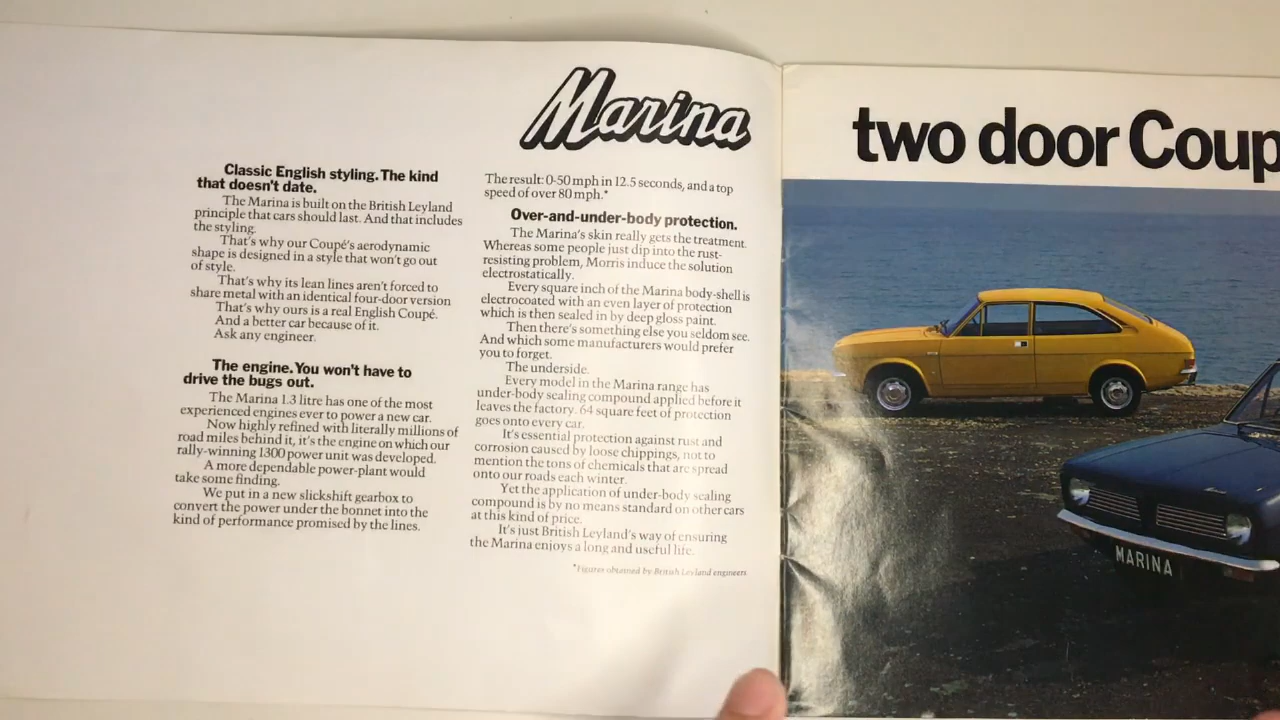 Marina
Classic English styling. The kind
that doesn't date.
The Marina is built on the British Leyland
principle that cars should last. And that includes
the styling.
That's why our Coupé's aerodynamic
shape is designed in a style that won't go out
of style.
That's why its lean lines aren't forced to
share metal with an identical four-door version
That's why ours is a real English Coupé.
And a better car because of it.
Ask any engineer.
The engine. You won't have to
drive the bugs out.
The Marina 1.3 litre has one of the most
experienced engines ever to power a new car.
Now highly refined with literally millions of
road miles behind it, it's the engine on which our
rally-winning 1300 power unit was developed.
A more dependable power-plant would
take some finding.
We put in a new slickshift gearbox to
convert the power under the bonnet into the
kind of performance promised by the lines.
The result: 0-50 mph in 12.5 seconds, and a top
speed of over 80 mph.*
Over-and-under-body protection.
The Marina's skin really gets the treatment.
Whereas some people just dip into the rust-
resisting problem, Morris induce the solution
electrostatically.
Every square inch of the Marina body-shell is
electrocoated with an even layer of protection
which is then sealed in by deep gloss paint.
Then there's something else you seldom see.
And which some manufacturers would prefer
you to forget.
The underside.
Every model in the Marina range has
under-body sealing compound applied before it
leaves the factory. 64 square feet of protection
goes onto every car.
It's essential protection against rust and
corrosion caused by loose chippings, not to
mention the tons of chemicals that are spread
onto our roads each winter.
Yet the application of under-body sealing
compound is by no means standard on other cars
at this kind of price.
It's just British Leyland's way of ensuring
the Marina enjoys a long and useful life.
*Figures obtained by British Leyland engineers
two door Coup
MARINA